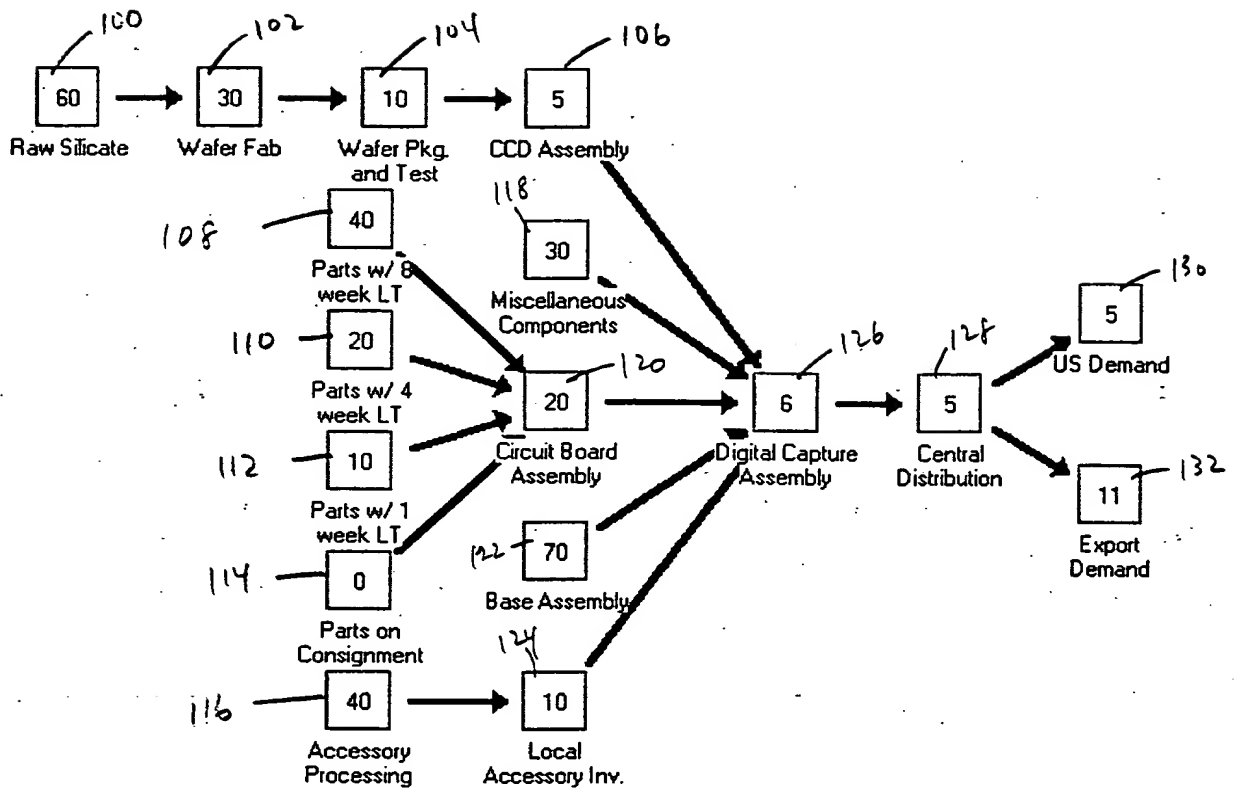 100
102
104
106
60
30
10
5
Raw Silicate
Wafer Fab
Wafer Pkg.
and Test
CCD Assembly
108
40
Parts w/ 8
week LT
118
30
Miscellaneous
Components
110
20
Parts w/ 4
week LT
112
10
Parts w/ 1
week LT
114
0
Parts on
Consignment
116
40
Accessory
Processing
120
20
Circuit Board
Assembly
122
70
Base Assembly
124
10
Local
Accessory Inv.
126
6
Digital Capture
Assembly
128
5
Central
Distribution
130
5
US Demand
132
11
Export
Demand